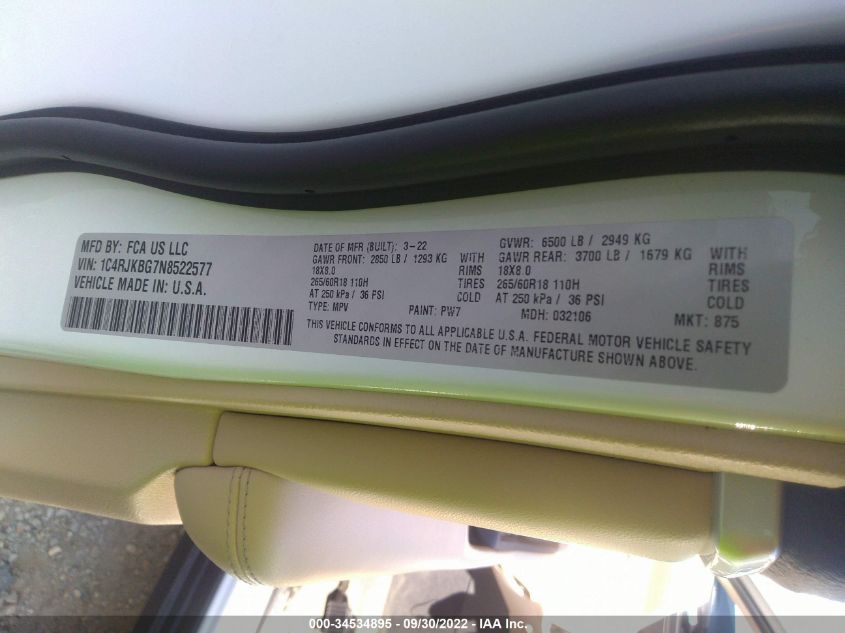 MFD BY: FCA US LLC
VIN: 1C4RJKBG7N8522577
VEHICLE MADE IN: U.S.A.
DATE OF MFR (BUILT): 3-22
GAWR FRONT: 2850 LB / 1293 KG WITH
18X8.0 RIMS
265/60R18 110H TIRES
AT 250 kPa / 36 PSI COLD
TYPE: MPV PAINT: PW7
GVWR: 6500 LB / 2949 KG
GAWR REAR: 3700 LB / 1679 KG WITH
18X8.0 RIMS
265/60R18 110H TIRES
AT 250 kPa / 36 PSI COLD
MDH: 032106 MKT: 875
THIS VEHICLE CONFORMS TO ALL APPLICABLE U.S.A. FEDERAL MOTOR VEHICLE SAFETY
STANDARDS IN EFFECT ON THE DATE OF MANUFACTURE SHOWN ABOVE.
000-34534895 - 09/30/2022 - IAA Inc.